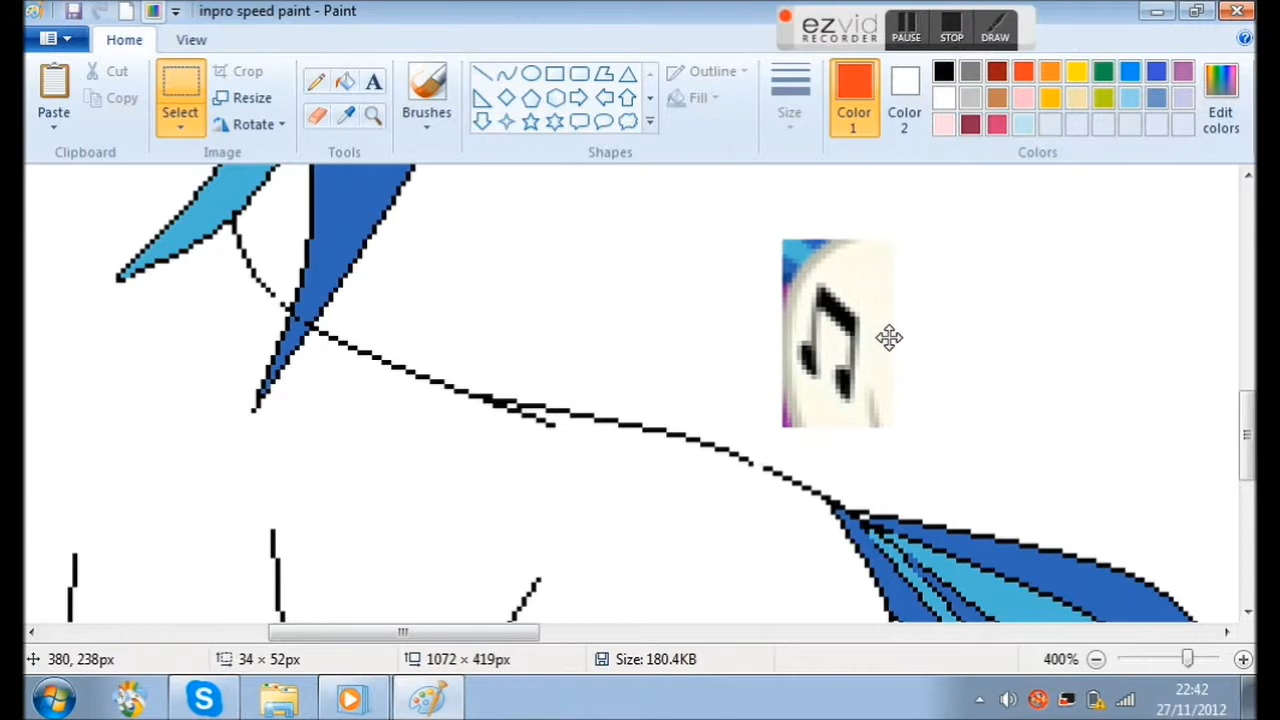 inpro speed paint - Paint
ezvid
RECORDER
PAUSE
STOP
DRAW
Home
View
Paste
Cut
Copy
Clipboard
Select
Crop
Resize
Rotate
Image
A
Tools
Brushes
Outline
Fill
Shapes
Size
Color
1
Color
2
Edit
colors
Colors
380, 238px
34 × 52px
1072 × 419px
Size: 180.4KB
400%
22:42
27/11/2012